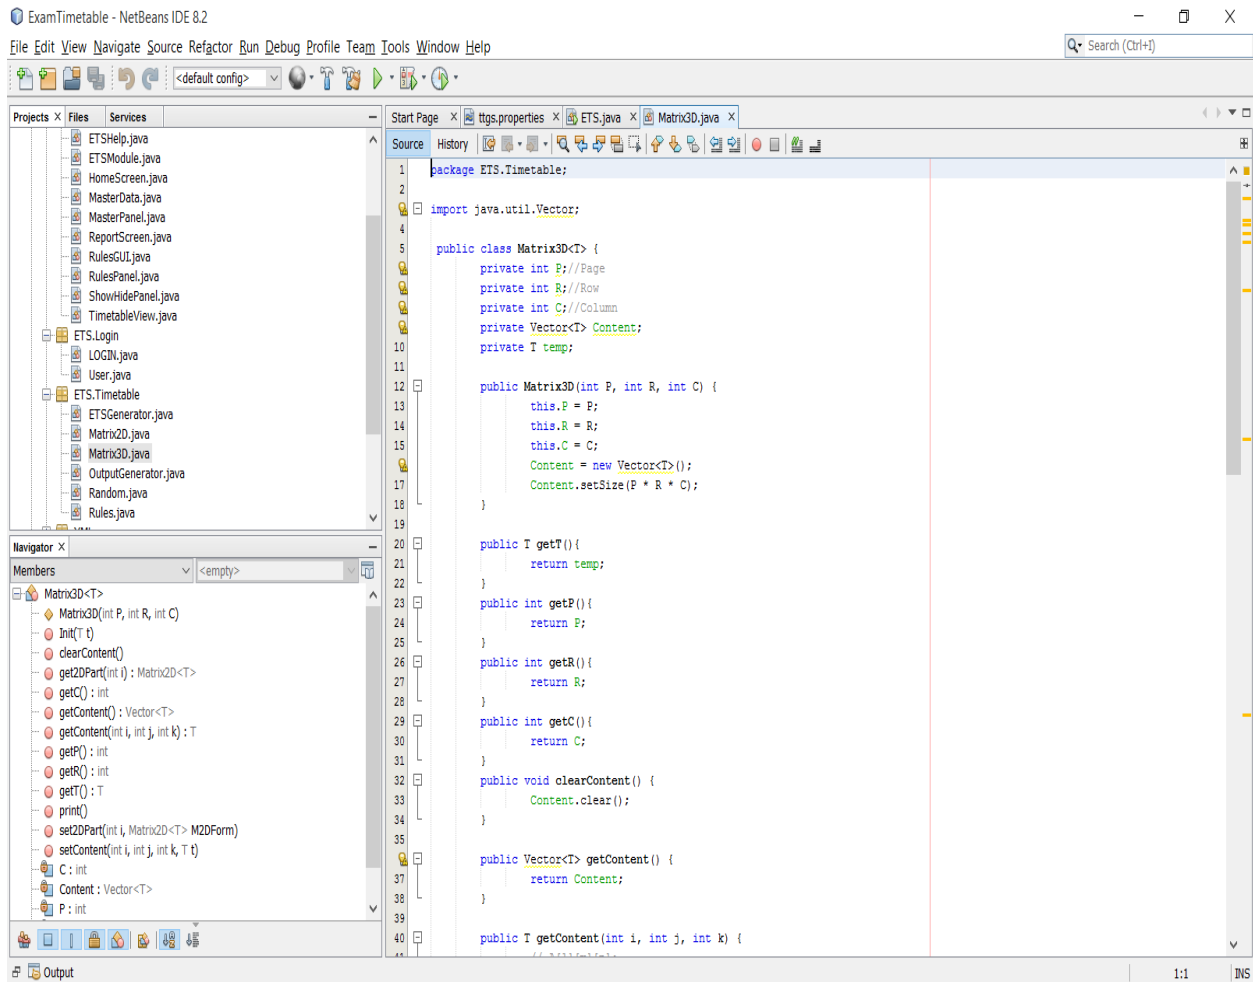 ExamTimetable - NetBeans IDE 8.2
File Edit View Navigate Source Refactor Run Debug Profile Team Tools Window Help
Search (Ctrl+I)
<default config>
Projects Files Services
ETSHelp.java
ETSModule.java
HomeScreen.java
MasterData.java
MasterPanel.java
ReportScreen.java
RulesGUI.java
RulesPanel.java
ShowHidePanel.java
TimetableView.java
ETS.Login
LOGIN.java
User.java
ETS.Timetable
ETSGenerator.java
Matrix2D.java
Matrix3D.java
OutputGenerator.java
Random.java
Rules.java
Navigator
Members <empty>
Matrix3D<T>
Matrix3D(int P, int R, int C)
Init(T t)
clearContent()
get2DPart(int i) : Matrix2D<T>
getC() : int
getContent() : Vector<T>
getContent(int i, int j, int k) : T
getP() : int
getR() : int
getT() : T
print()
set2DPart(int i, Matrix2D<T> M2DForm)
setContent(int i, int j, int k, T t)
C : int
Content : Vector<T>
P : int
Output
Start Page ttgs.properties ETS.java Matrix3D.java
Source History
1 package ETS.Timetable;
2
import java.util.Vector;
4
5 public class Matrix3D<T> {
private int P;//Page
private int R;//Row
private int C;//Column
private Vector<T> Content;
10 private T temp;
11
12 public Matrix3D(int P, int R, int C) {
13 this.P = P;
14 this.R = R;
15 this.C = C;
Content = new Vector<T>();
17 Content.setSize(P * R * C);
18 }
19
20 public T getT(){
21 return temp;
22 }
23 public int getP(){
24 return P;
25 }
26 public int getR(){
27 return R;
28 }
29 public int getC(){
30 return C;
31 }
32 public void clearContent() {
33 Content.clear();
34 }
35
public Vector<T> getContent() {
37 return Content;
38 }
39
40 public T getContent(int i, int j, int k) {
1:1 INS